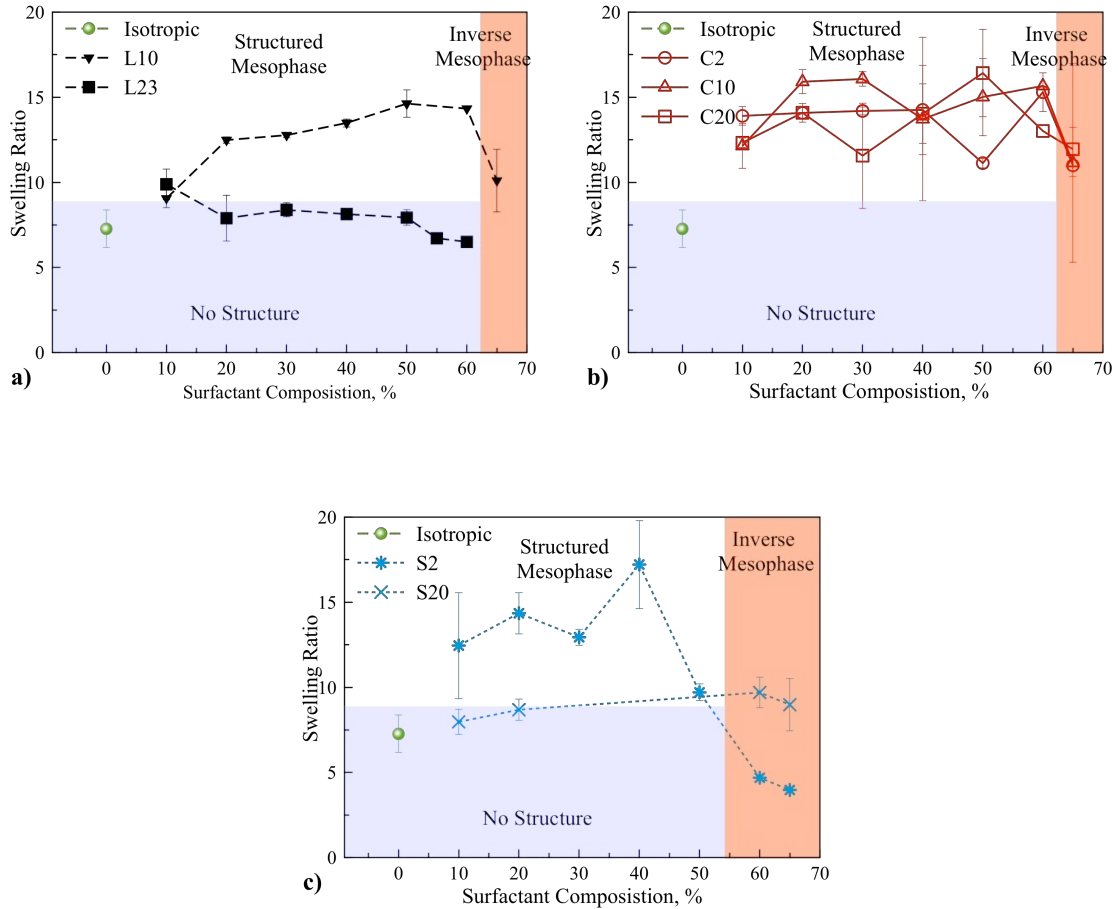 20
15
10
5
0
Swelling Ratio
Isotropic
L10
L23
Structured
Mesophase
Inverse
Mesophase
No Structure
0 10 20 30 40 50 60 70
a)
Surfactant Composistion, %
20
15
10
5
0
Swelling Ratio
Isotropic
C2
C10
C20
Structured
Mesophase
Inverse
Mesophase
No Structure
0 10 20 30 40 50 60 70
b)
Surfactant Composistion, %
20
15
10
5
0
Swelling Ratio
Isotropic
S2
S20
Structured
Mesophase
Inverse
Mesophase
No Structure
0 10 20 30 40 50 60 70
c)
Surfactant Composistion, %